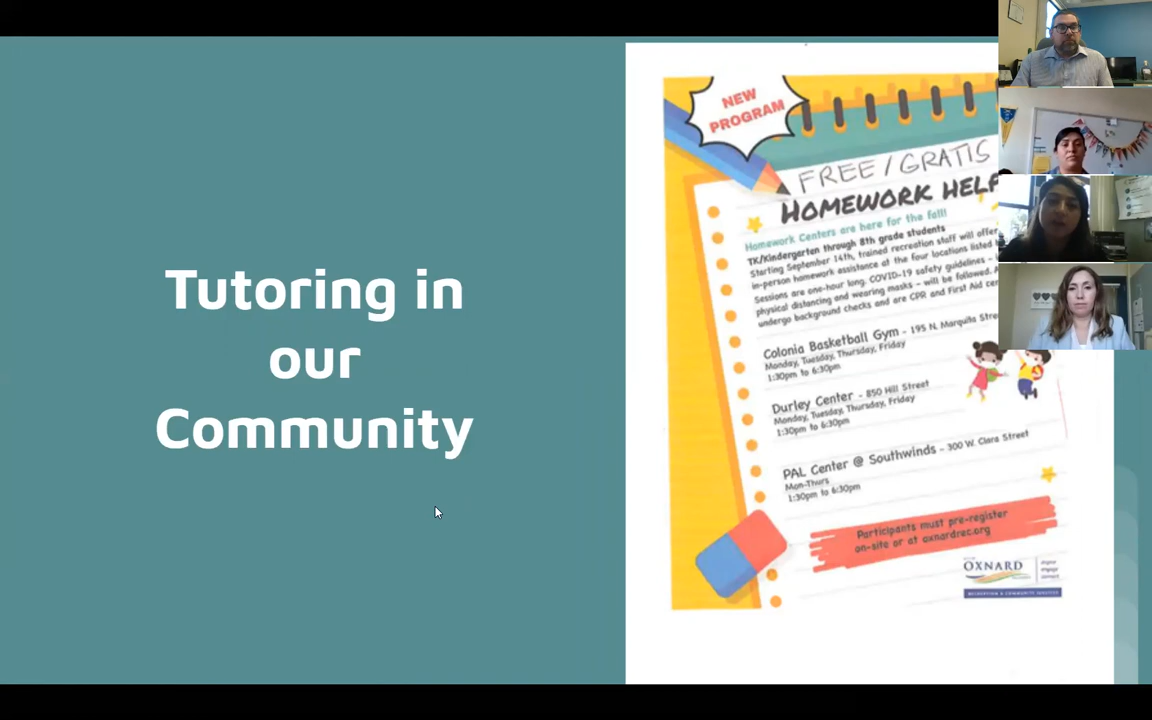 Tutoring in
our
Community
NEW
PROGRAM
FREE / GRATIS
HOMEWORK HELP
Homework Centers are here for the fall!
TK/Kindergarten through 8th grade students
Starting September 14th, trained recreation staff will offer
in-person homework assistance at the four locations listed
Sessions are one-hour long. COVID-19 safety guidelines –
physical distancing and wearing masks – will be followed.
undergo background checks and are CPR and First Aid
Colonia Basketball Gym - 195 N. Marquita
Monday, Tuesday, Thursday, Friday
1:30pm to 6:30pm
Durley Center - 850 Hill Street
Monday, Tuesday, Thursday, Friday
1:30pm to 6:30pm
PAL Center @ Southwinds - 300 W. Clara Street
Mon-Thurs
1:30pm to 6:30pm
Participants must pre-register
on-site or at oxnardrec.org
OXNARD
RECREATION & COMMUNITY SERVICES